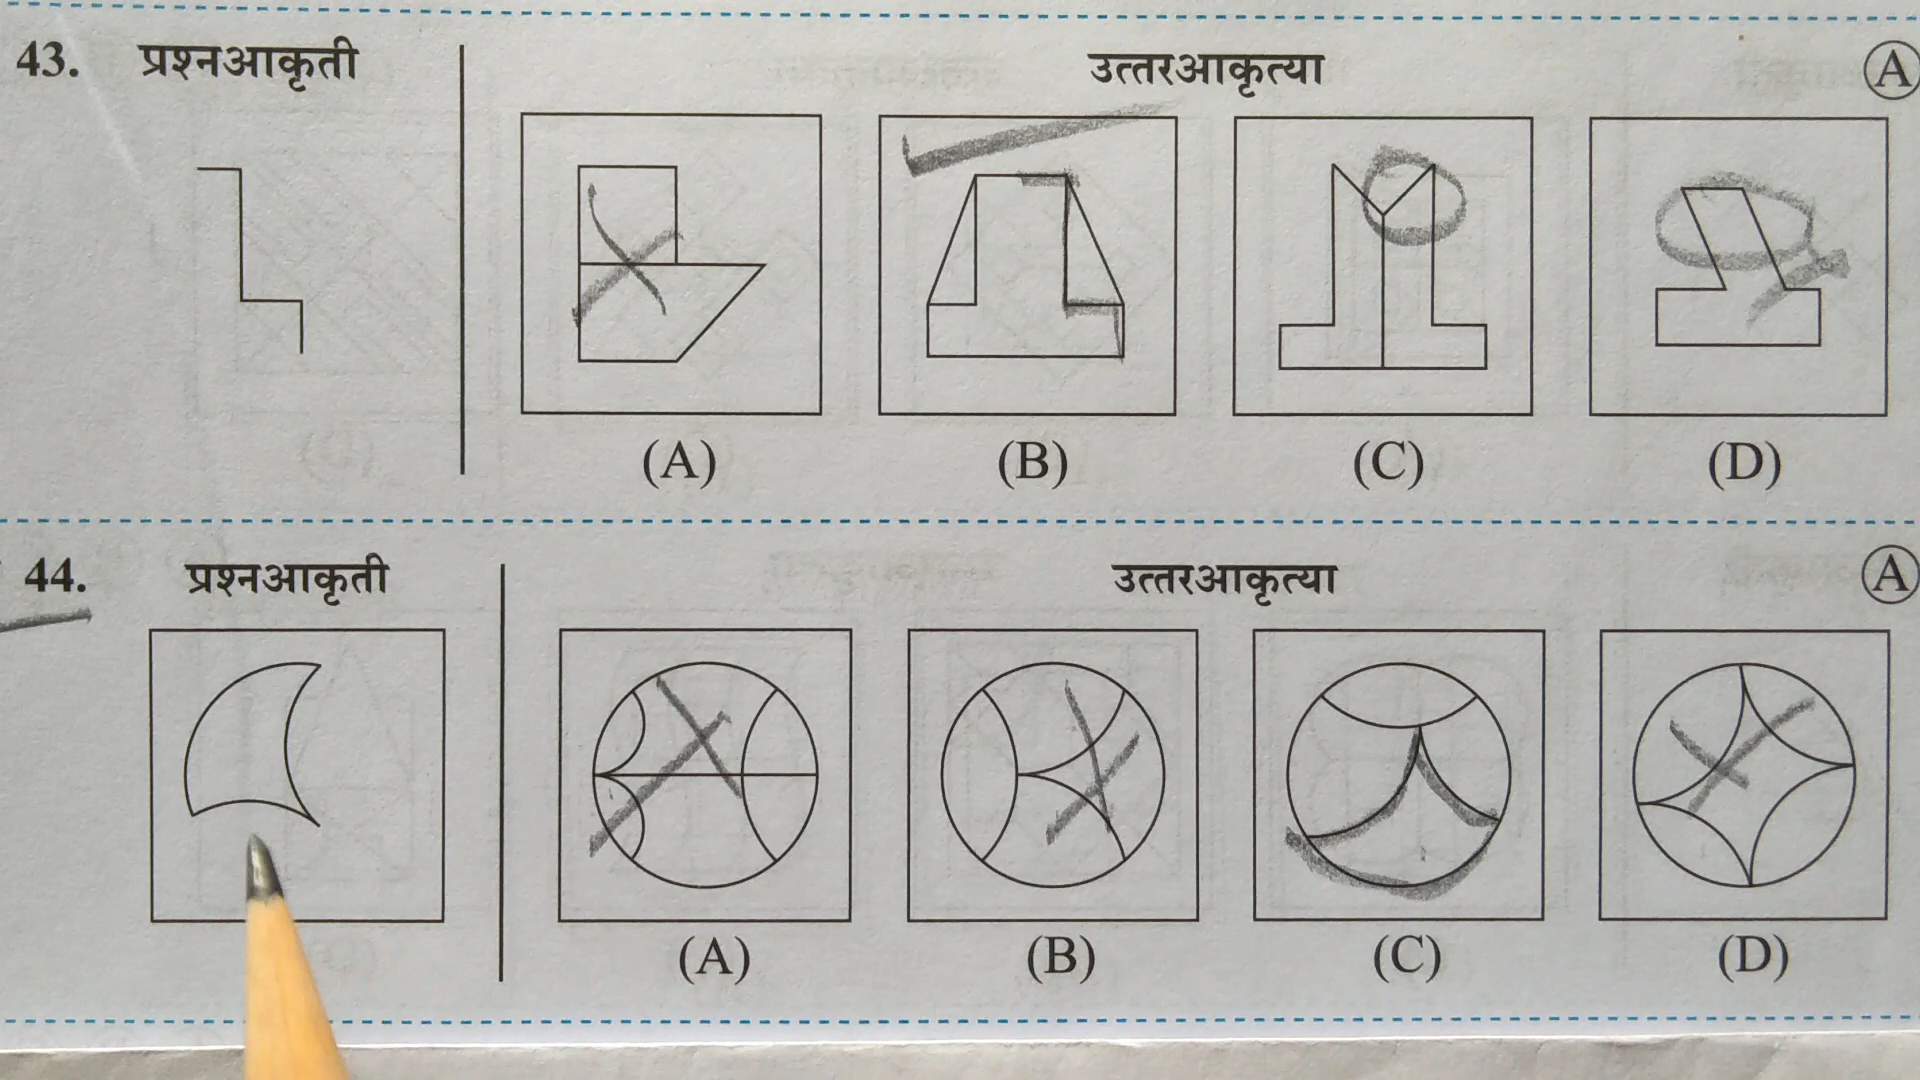 43. प्रश्नआकृती उत्तरआकृत्या A
(A) (B) (C) (D)
44. प्रश्नआकृती उत्तरआकृत्या A
(A) (B) (C) (D)